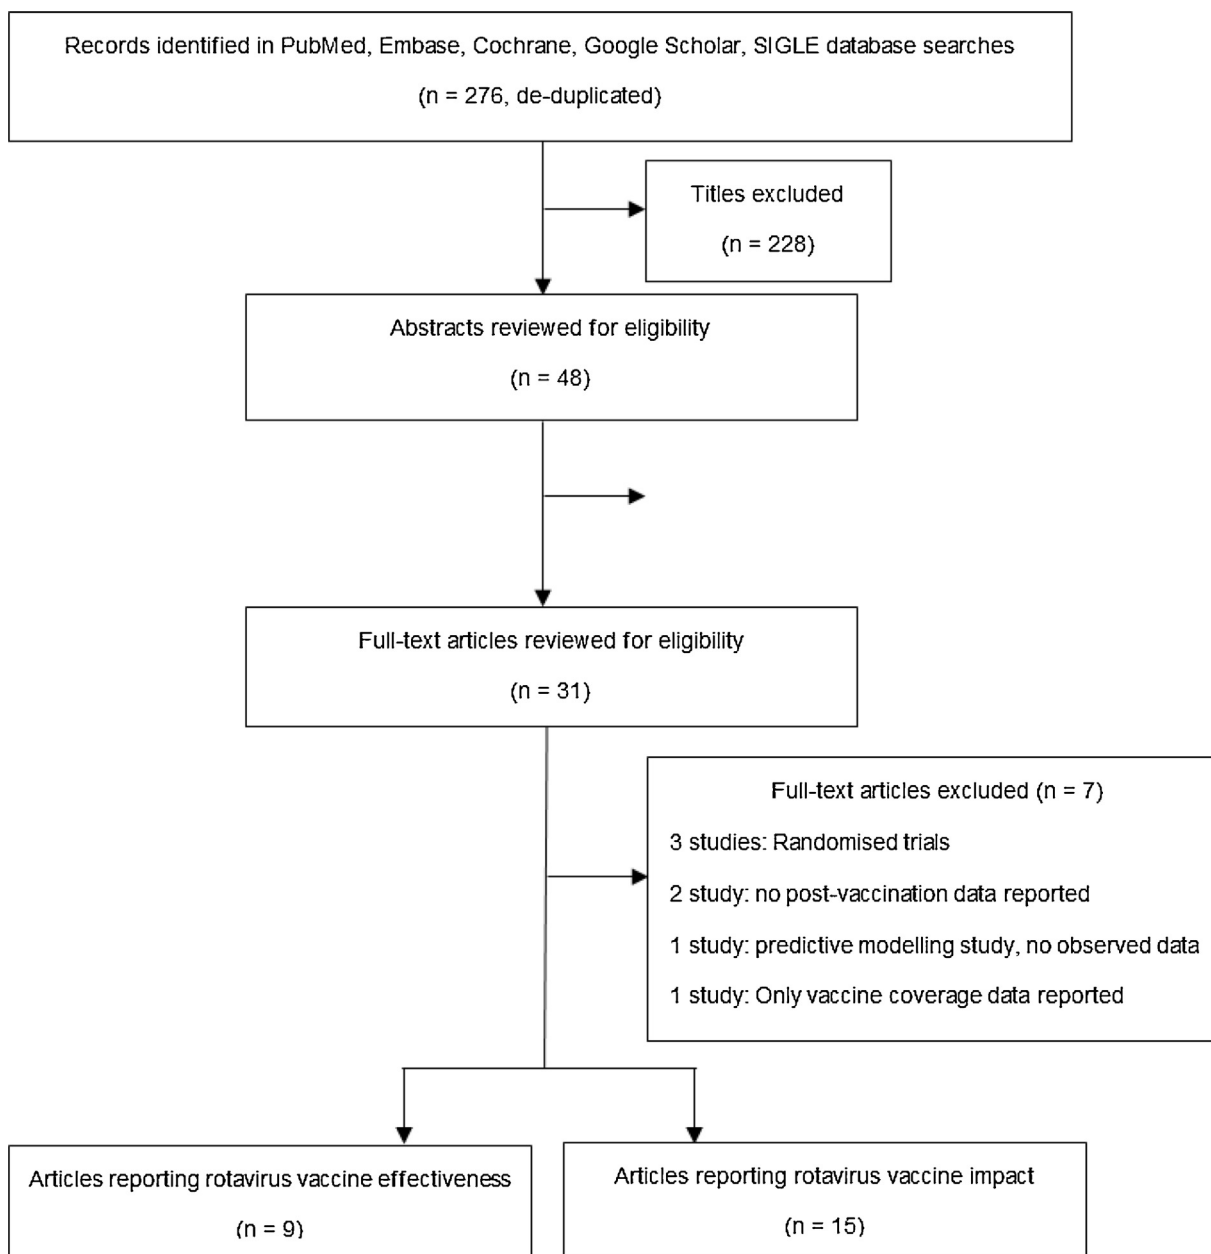 Records identified in PubMed, Embase, Cochrane, Google Scholar, SIGLE database searches
(n = 276, de-duplicated)
Titles excluded
(n = 228)
Abstracts reviewed for eligibility
(n = 48)
Full-text articles reviewed for eligibility
(n = 31)
Full-text articles excluded (n = 7)
3 studies: Randomised trials
2 study: no post-vaccination data reported
1 study: predictive modelling study, no observed data
1 study: Only vaccine coverage data reported
Articles reporting rotavirus vaccine effectiveness
(n = 9)
Articles reporting rotavirus vaccine impact
(n = 15)